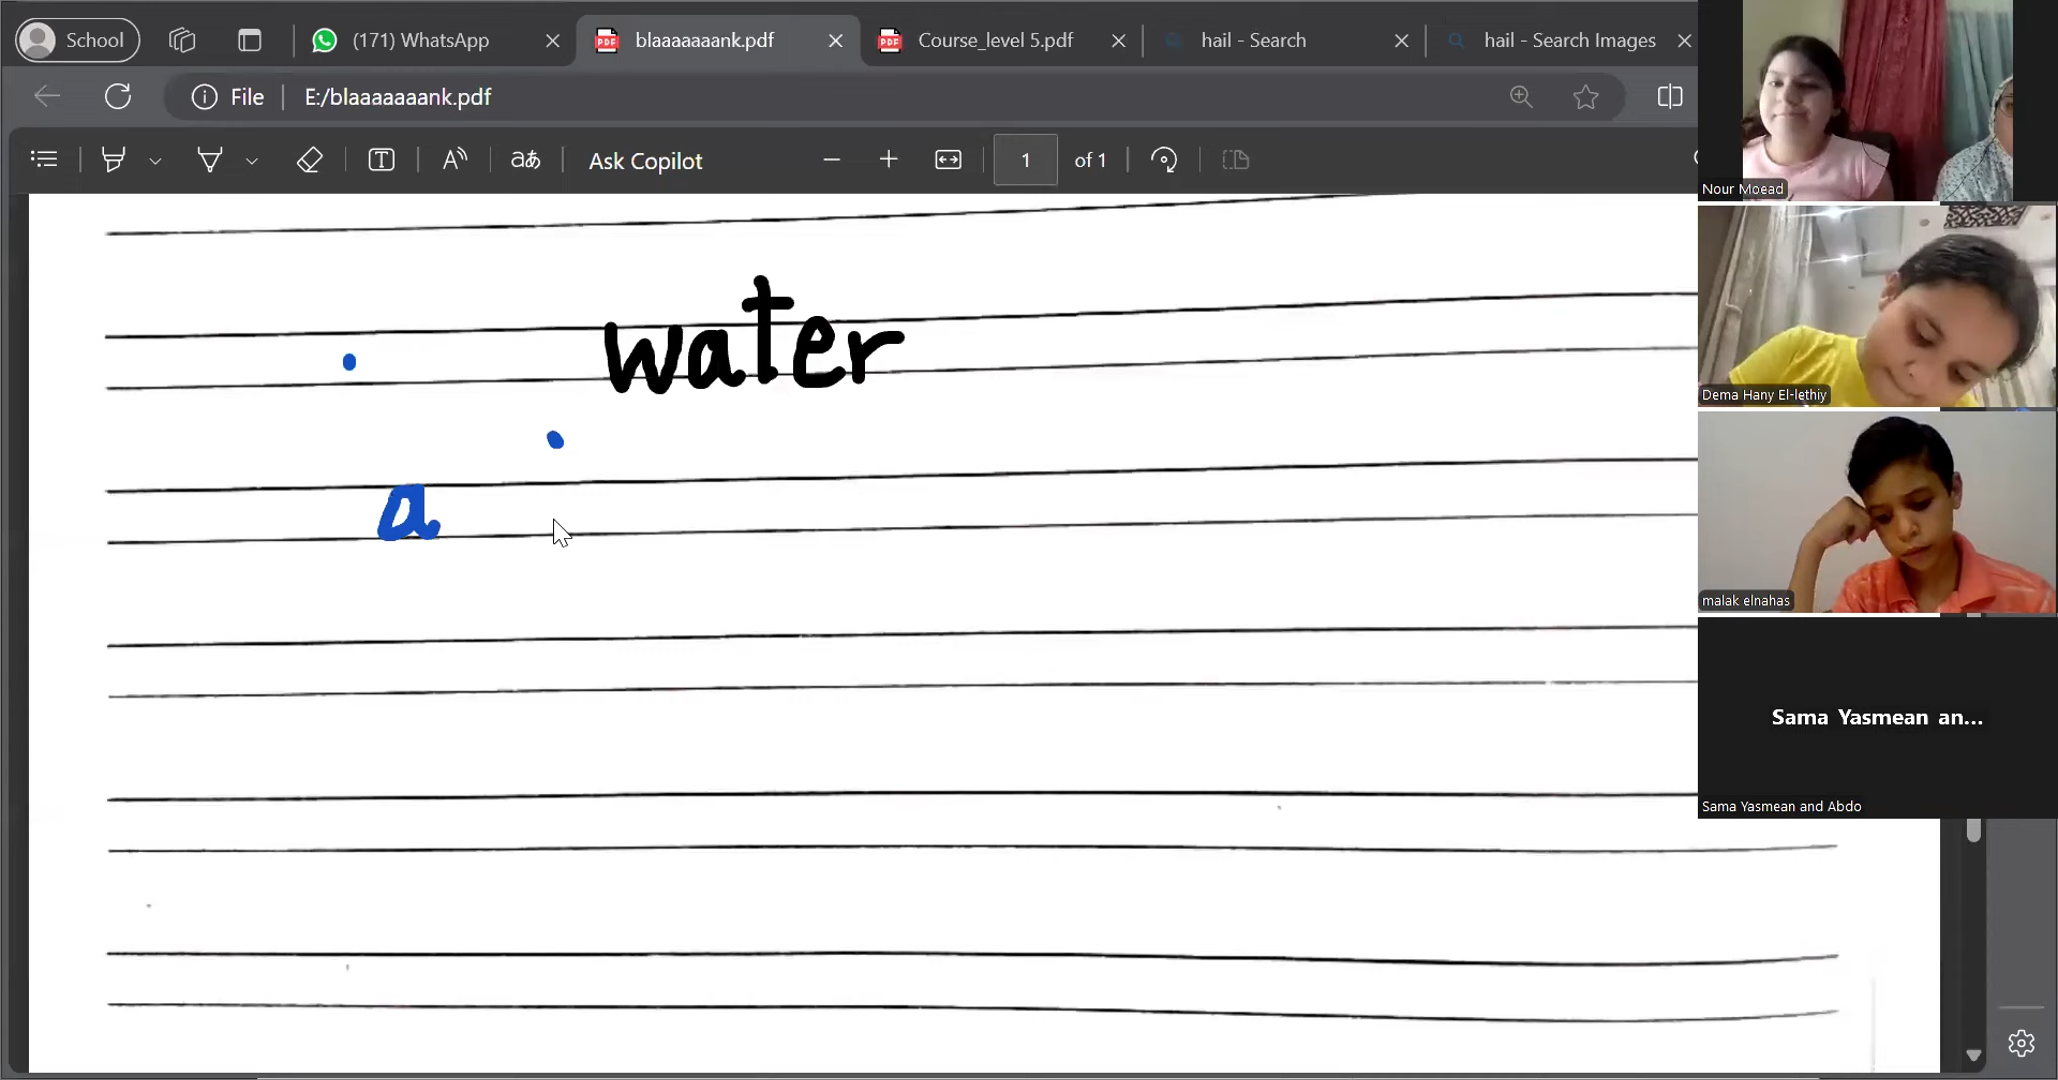 School
(171) WhatsApp
blaaaaaaank.pdf
Course_level 5.pdf
hail - Search
hail - Search Images
File
E:/blaaaaaaank.pdf
Ask Copilot
1 of 1
water
a
Nour Moead
Dema Hany El-lethiy
malak elnahas
Sama Yasmean an...
Sama Yasmean and Abdo